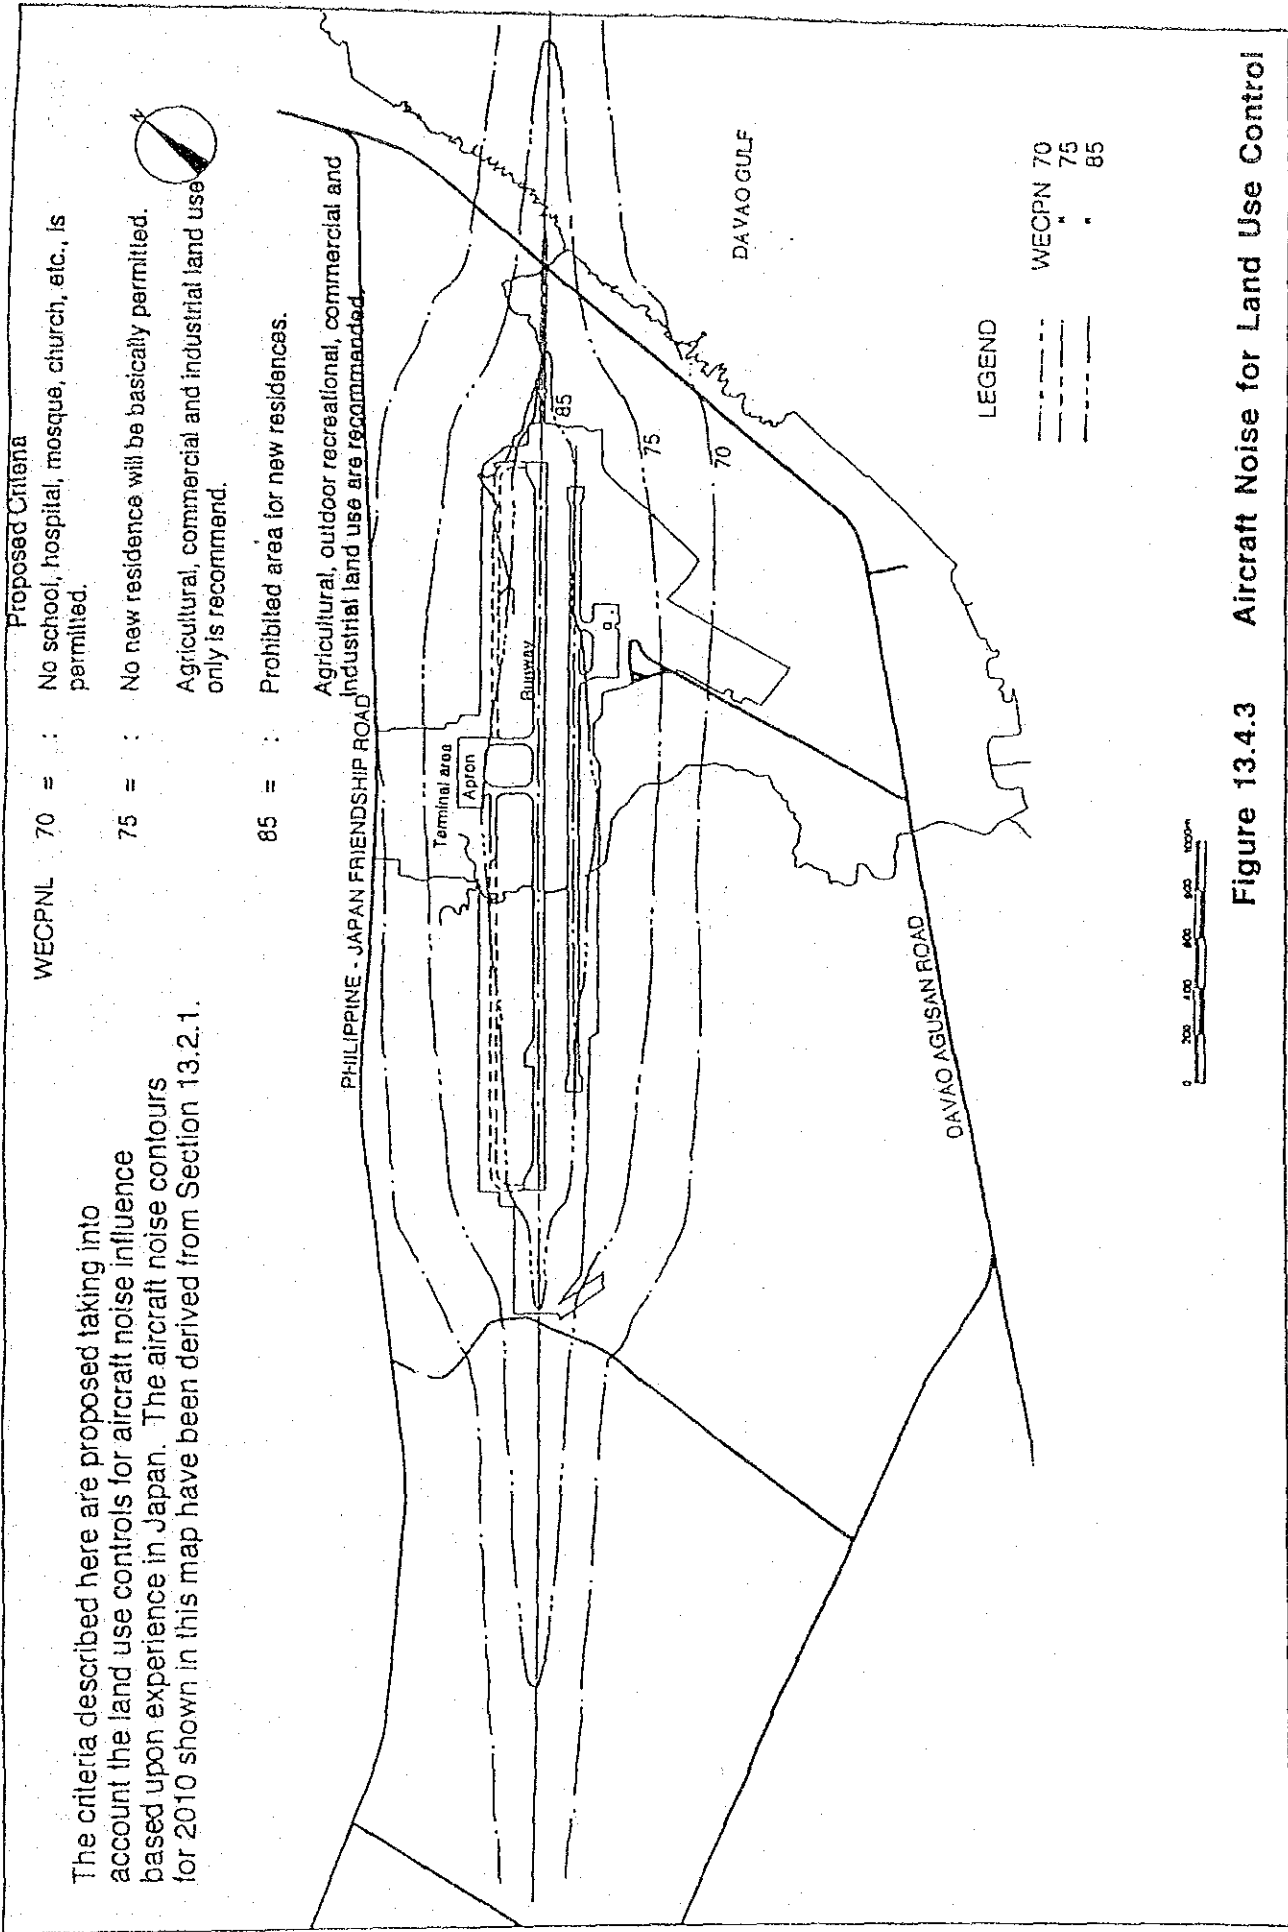 Proposed Criteria
WECPNL 70 = : No school, hospital, mosque, church, etc., is
permitted.
75 = : No new residence will be basically permitted.
Agricultural, commercial and industrial land use
only is recommend.
85 = : Prohibited area for new residences.
Agricultural, outdoor recreational, commercial and
Industrial land use are recommended.
The criteria described here are proposed taking into
account the land use controls for aircraft noise influence
based upon experience in Japan. The aircraft noise contours
for 2010 shown in this map have been derived from Section 13.2.1.
N
PHILIPPINE - JAPAN FRIENDSHIP ROAD
Terminal area
Apron
Runway
85
75
70
DAVAO GULF
DAVAO AGUSAN ROAD
LEGEND
WECPN 70
" 75
" 85
0 200 400 600 800 1000m
Figure 13.4.3 Aircraft Noise for Land Use Control